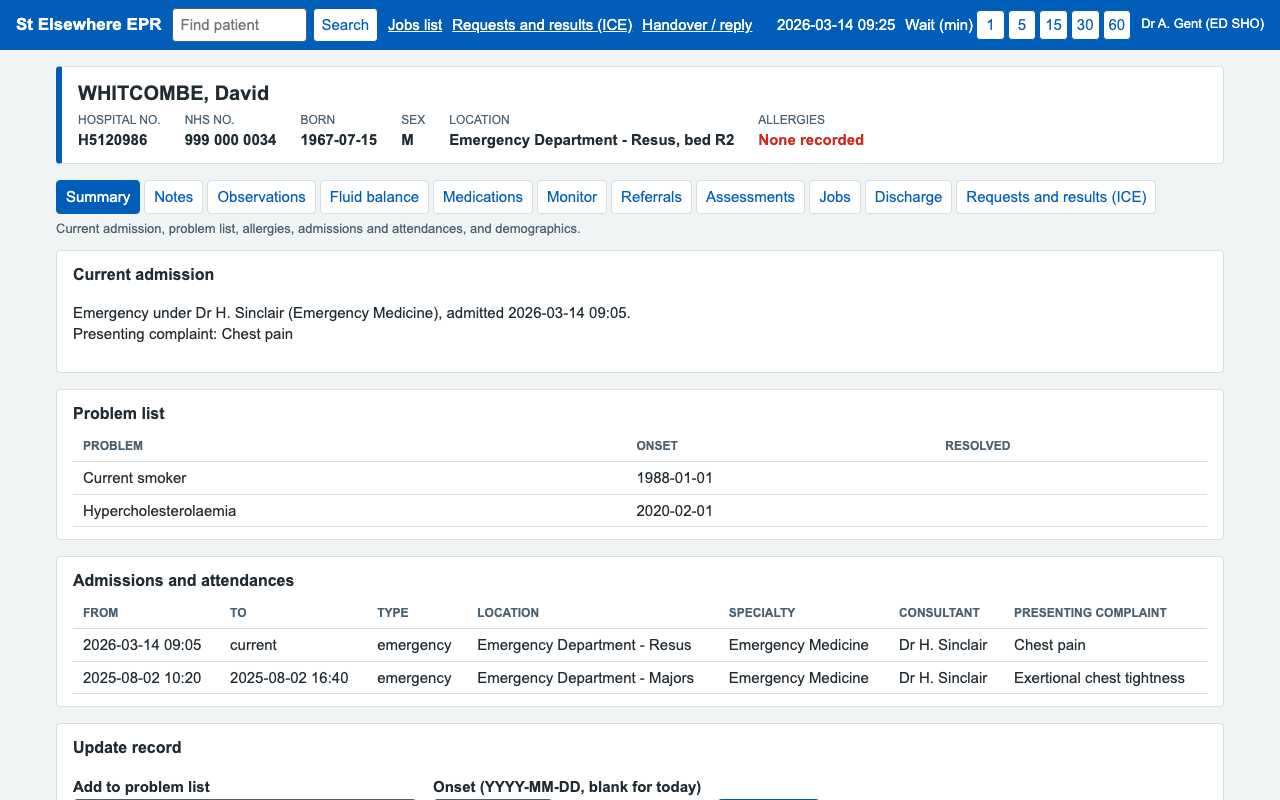 St Elsewhere EPR Find patient Search Jobs list Requests and results (ICE) Handover / reply 2026-03-14 09:25 Wait (min) 1 5 15 30 60 Dr A. Gent (ED SHO)
WHITCOMBE, David
HOSPITAL NO. NHS NO. BORN SEX LOCATION ALLERGIES
H5120986 999 000 0034 1967-07-15 M Emergency Department - Resus, bed R2 None recorded
Summary Notes Observations Fluid balance Medications Monitor Referrals Assessments Jobs Discharge Requests and results (ICE)
Current admission, problem list, allergies, admissions and attendances, and demographics.
Current admission
Emergency under Dr H. Sinclair (Emergency Medicine), admitted 2026-03-14 09:05.
Presenting complaint: Chest pain
Problem list
PROBLEM ONSET RESOLVED
Current smoker 1988-01-01
Hypercholesterolaemia 2020-02-01
Admissions and attendances
FROM TO TYPE LOCATION SPECIALTY CONSULTANT PRESENTING COMPLAINT
2026-03-14 09:05 current emergency Emergency Department - Resus Emergency Medicine Dr H. Sinclair Chest pain
2025-08-02 10:20 2025-08-02 16:40 emergency Emergency Department - Majors Emergency Medicine Dr H. Sinclair Exertional chest tightness
Update record
Add to problem list Onset (YYYY-MM-DD, blank for today)